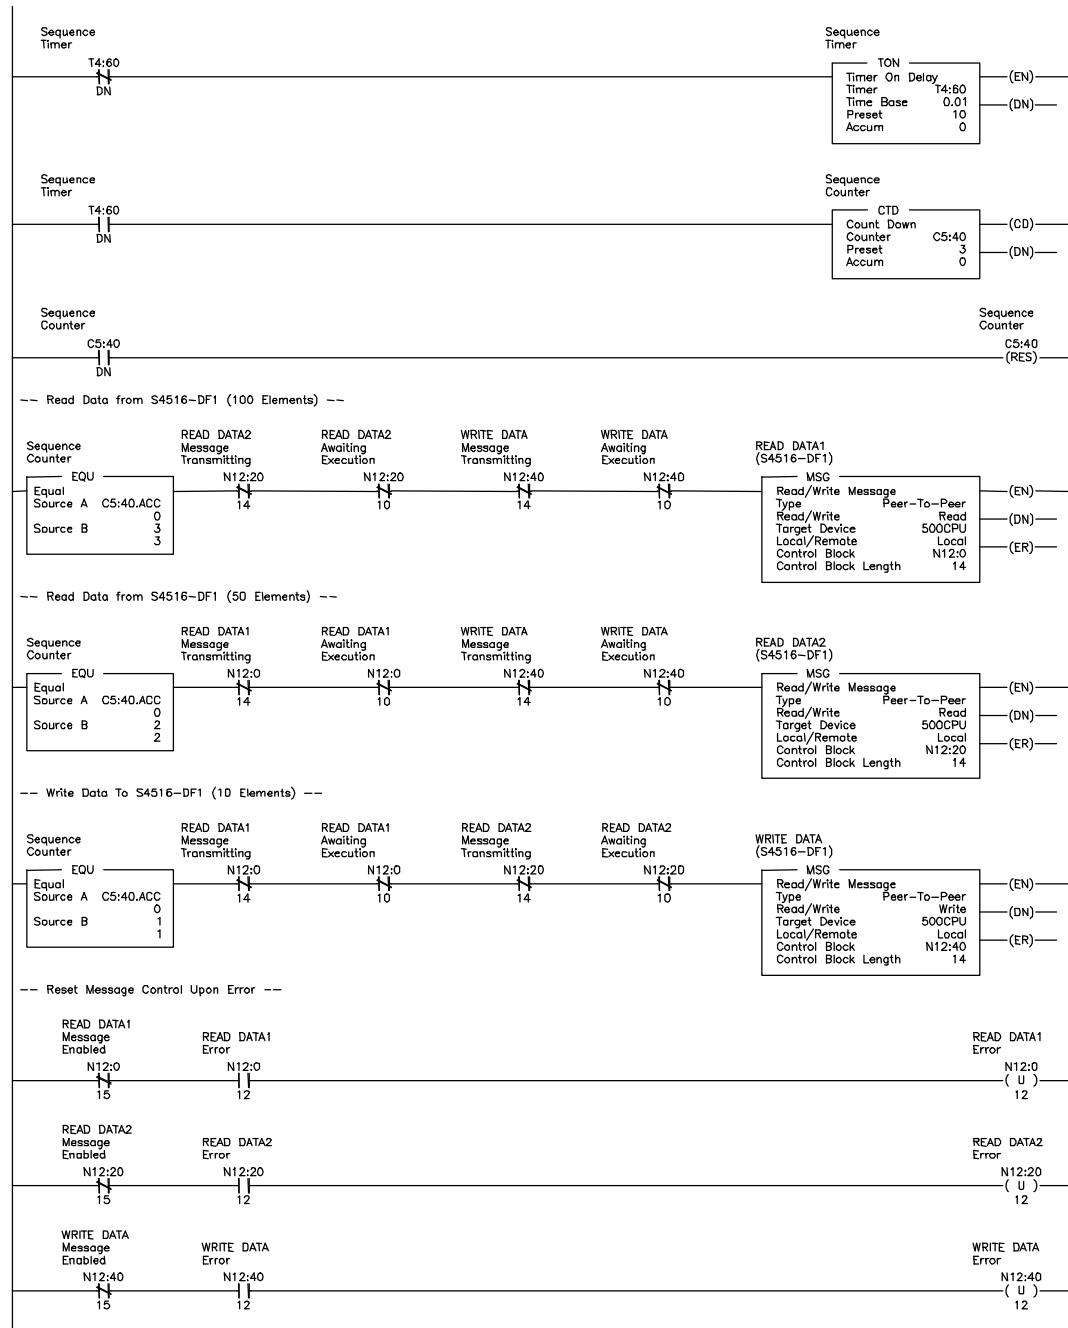 Sequence
Timer
T4:60
DN
Sequence
Timer
TON
Timer On Delay
Timer T4:60
Time Base 0.01
Preset 10
Accum 0
(EN)
(DN)
Sequence
Timer
T4:60
DN
Sequence
Counter
CTD
Count Down
Counter C5:40
Preset 3
Accum 0
(CD)
(DN)
Sequence
Counter
C5:40
DN
Sequence
Counter
C5:40
(RES)
-- Read Data from S4516-DF1 (100 Elements) --
Sequence
Counter
EQU
Equal
Source A C5:40.ACC
0
Source B 3
3
READ DATA2
Message
Transmitting
N12:20
14
READ DATA2
Awaiting
Execution
N12:20
10
WRITE DATA
Message
Transmitting
N12:40
14
WRITE DATA
Awaiting
Execution
N12:40
10
READ DATA1
(S4516-DF1)
MSG
Read/Write Message
Type Peer-To-Peer
Read/Write Read
Target Device 500CPU
Local/Remote Local
Control Block N12:0
Control Block Length 14
(EN)
(DN)
(ER)
-- Read Data from S4516-DF1 (50 Elements) --
Sequence
Counter
EQU
Equal
Source A C5:40.ACC
0
Source B 2
2
READ DATA1
Message
Transmitting
N12:0
14
READ DATA1
Awaiting
Execution
N12:0
10
WRITE DATA
Message
Transmitting
N12:40
14
WRITE DATA
Awaiting
Execution
N12:40
10
READ DATA2
(S4516-DF1)
MSG
Read/Write Message
Type Peer-To-Peer
Read/Write Read
Target Device 500CPU
Local/Remote Local
Control Block N12:20
Control Block Length 14
(EN)
(DN)
(ER)
-- Write Data To S4516-DF1 (10 Elements) --
Sequence
Counter
EQU
Equal
Source A C5:40.ACC
0
Source B 1
1
READ DATA1
Message
Transmitting
N12:0
14
READ DATA1
Awaiting
Execution
N12:0
10
READ DATA2
Message
Transmitting
N12:20
14
READ DATA2
Awaiting
Execution
N12:20
10
WRITE DATA
(S4516-DF1)
MSG
Read/Write Message
Type Peer-To-Peer
Read/Write Write
Target Device 500CPU
Local/Remote Local
Control Block N12:40
Control Block Length 14
(EN)
(DN)
(ER)
-- Reset Message Control Upon Error --
READ DATA1
Message
Enabled
N12:0
15
READ DATA1
Error
N12:0
12
READ DATA1
Error
N12:0
( U )
12
READ DATA2
Message
Enabled
N12:20
15
READ DATA2
Error
N12:20
12
READ DATA2
Error
N12:20
( U )
12
WRITE DATA
Message
Enabled
N12:40
15
WRITE DATA
Error
N12:40
12
WRITE DATA
Error
N12:40
( U )
12